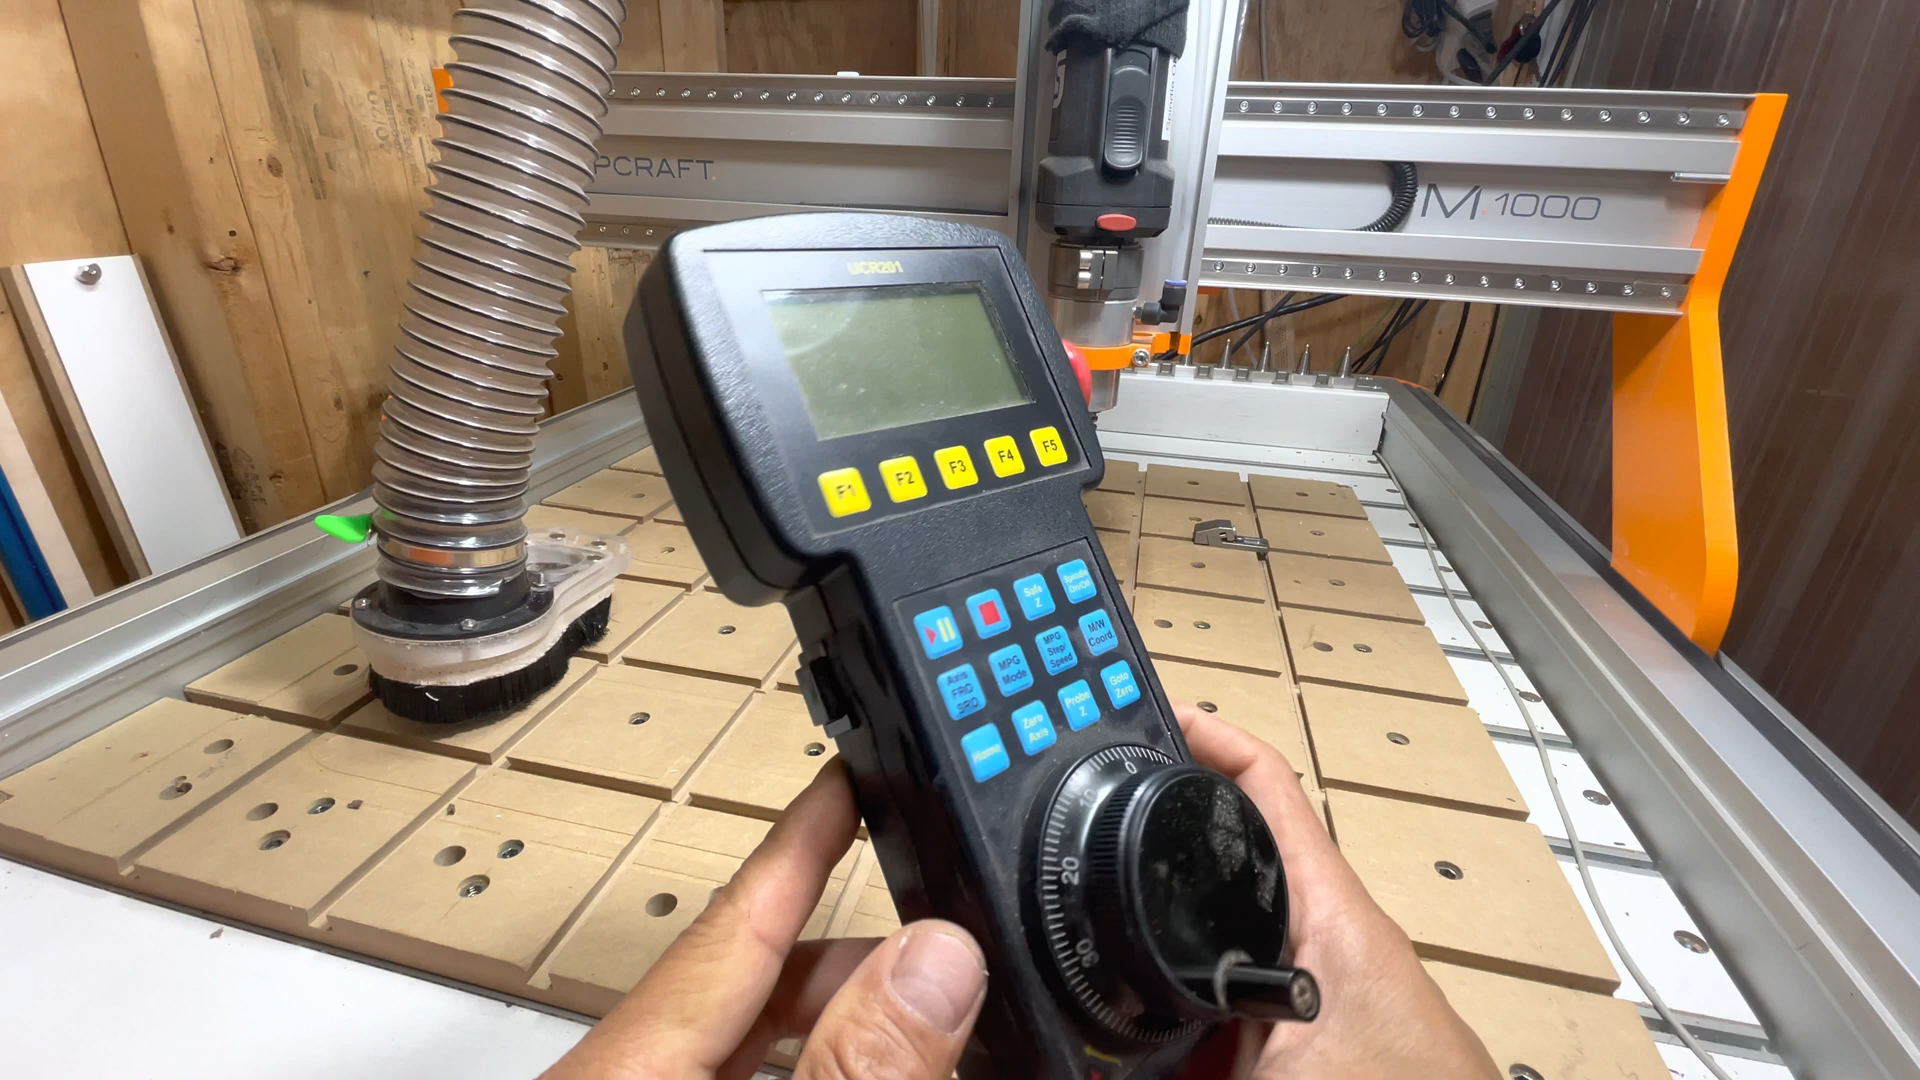 PCRAFT.
M.1000
UCR201
F1 F2 F3 F4 F5
Safe Z
Spindle On/Off
Axis FRO SRO
MPG Mode
MPG Step/ Speed
M/W Coord.
Home
Zero Axis
Probe Z
Goto Zero
0
10
20
30